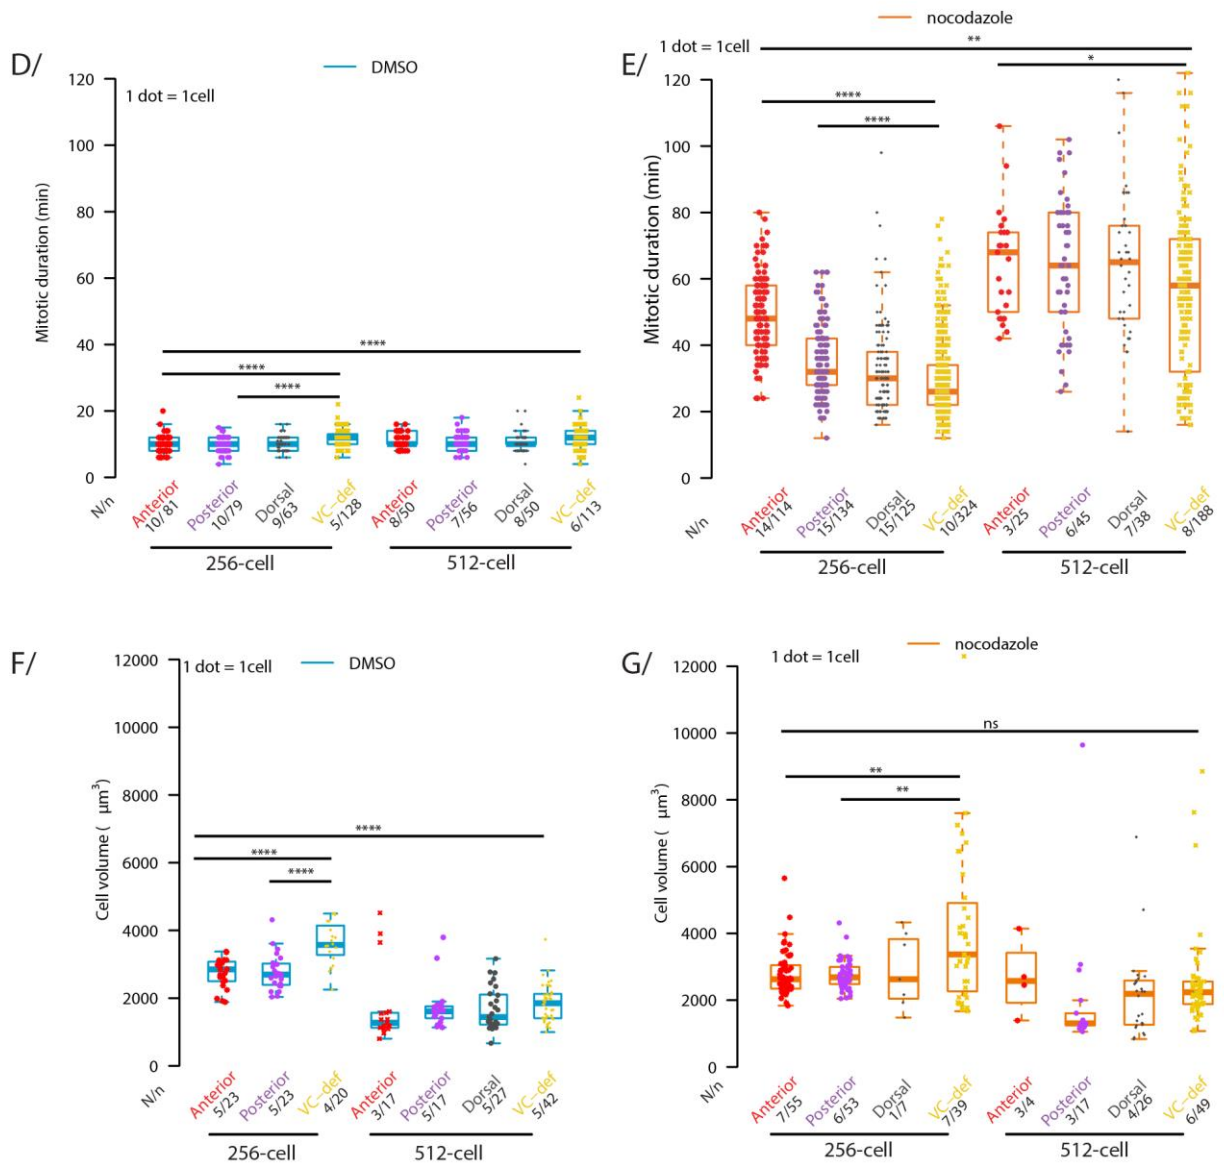 D/
DMSO
1 dot = 1cell
120
100
80
60
40
20
0
Mitotic duration (min)
****
****
****
N/n
Anterior
10/81
Posterior
10/79
Dorsal
9/63
VC-def
5/128
Anterior
8/50
Posterior
7/56
Dorsal
8/50
VC-def
6/113
256-cell
512-cell
nocodazole
E/
1 dot = 1cell
**
*
****
****
120
100
80
60
40
20
0
Mitotic duration (min)
N/n
Anterior
14/114
Posterior
15/134
Dorsal
15/125
VC-def
10/324
Anterior
3/25
Posterior
6/45
Dorsal
7/38
VC-def
8/188
256-cell
512-cell
F/
1 dot = 1cell
DMSO
12000
10000
8000
6000
4000
2000
0
Cell volume ( μm³)
****
****
****
N/n
Anterior
5/23
Posterior
5/23
VC-def
4/20
Anterior
3/17
Posterior
5/17
Dorsal
5/27
VC-def
5/42
256-cell
512-cell
G/
nocodazole
1 dot = 1cell
12000
10000
8000
6000
4000
2000
0
Cell volume ( μm³)
ns
**
**
N/n
Anterior
7/55
Posterior
6/53
Dorsal
1/7
VC-def
7/39
Anterior
3/4
Posterior
3/17
Dorsal
4/26
VC-def
6/49
256-cell
512-cell